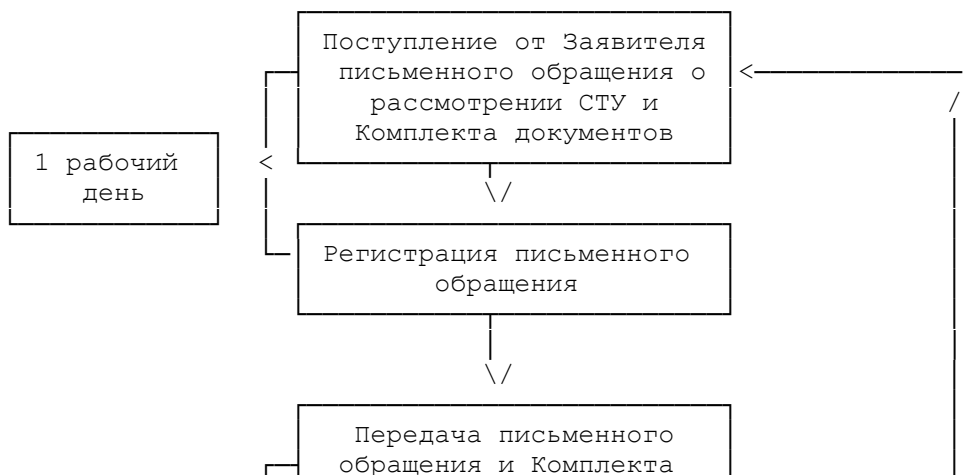 Поступление от Заявителя
письменного обращения о
рассмотрении СТУ и
Комплекта документов
1 рабочий
день
Регистрация письменного
обращения
Передача письменного
обращения и Комплекта